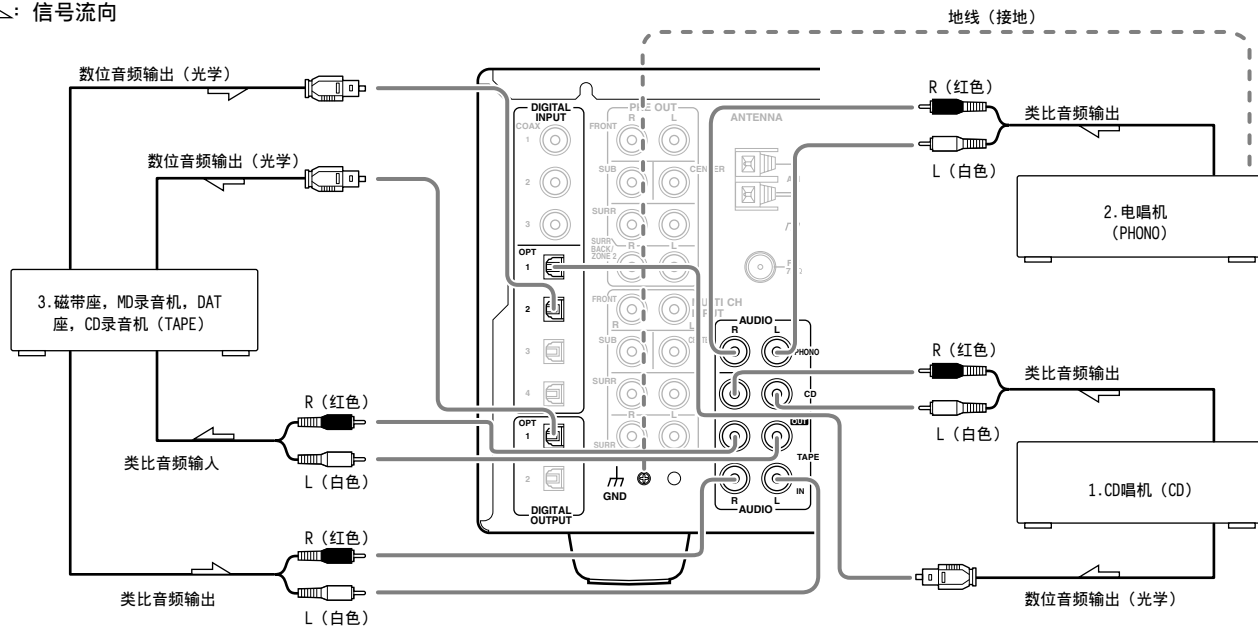 : 信号流向
地线（接地）
数位音频输出（光学）
数位音频输出（光学）
R（红色）
类比音频输出
L（白色）
2.电唱机
(PHONO)
3.磁带座，MD录音机，DAT
座，CD录音机（TAPE）
R（红色）
类比音频输入
L（白色）
R（红色）
类比音频输出
L（白色）
R（红色）
类比音频输出
L（白色）
1.CD唱机（CD）
数位音频输出（光学）
DIGITAL
INPUT
COAX
1
2
3
OPT
1
2
3
4
OPT
1
2
DIGITAL
OUTPUT
PRE OUT
R L
FRONT
SUB
CENTER
SURR
SURR
BACK/
ZONE 2
R L
FRONT
MULTI CH
R L
SUB
SURR
R L
SURR
GND
ANTENNA
AUDIO
R L
PHONO
CD
OUT
TAPE
IN
R L
AUDIO